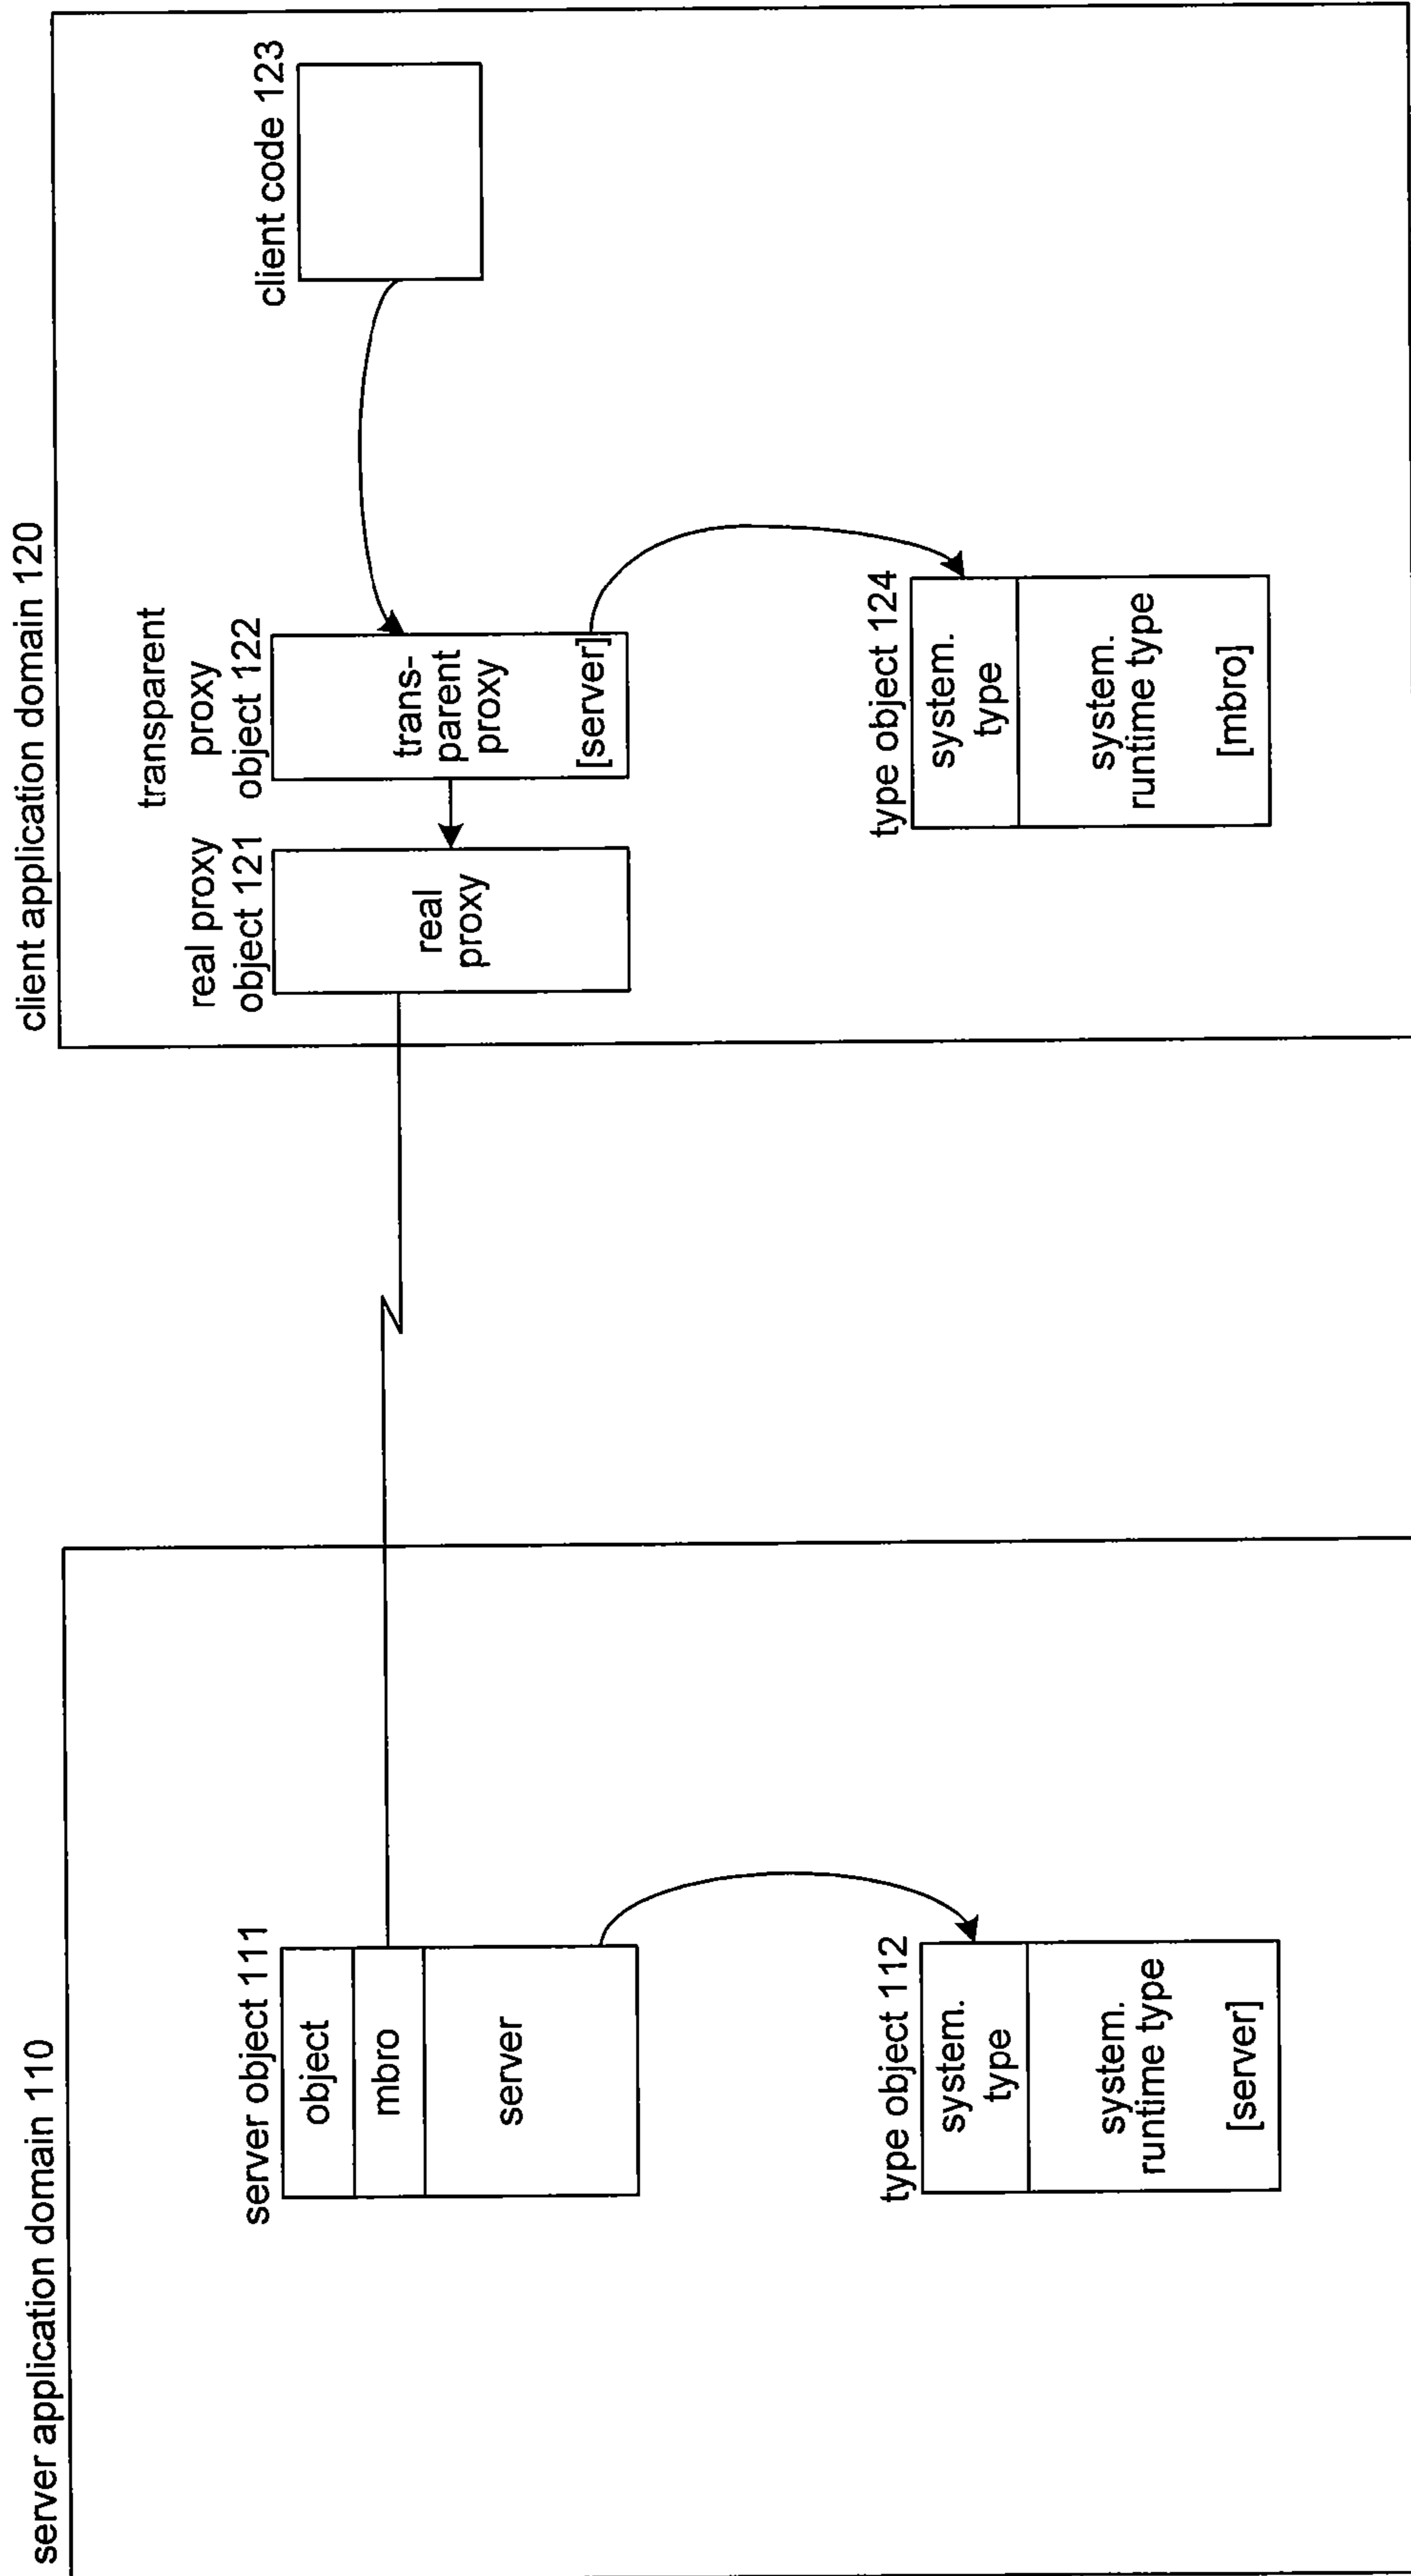 server application domain 110
server object 111
object
mbro
server
type object 112
system.
type
system.
runtime type
[server]
client application domain 120
real proxy
object 121
real
proxy
transparent
proxy
object 122
trans-
parent
proxy
[server]
client code 123
type object 124
system.
type
system.
runtime type
[mbro]